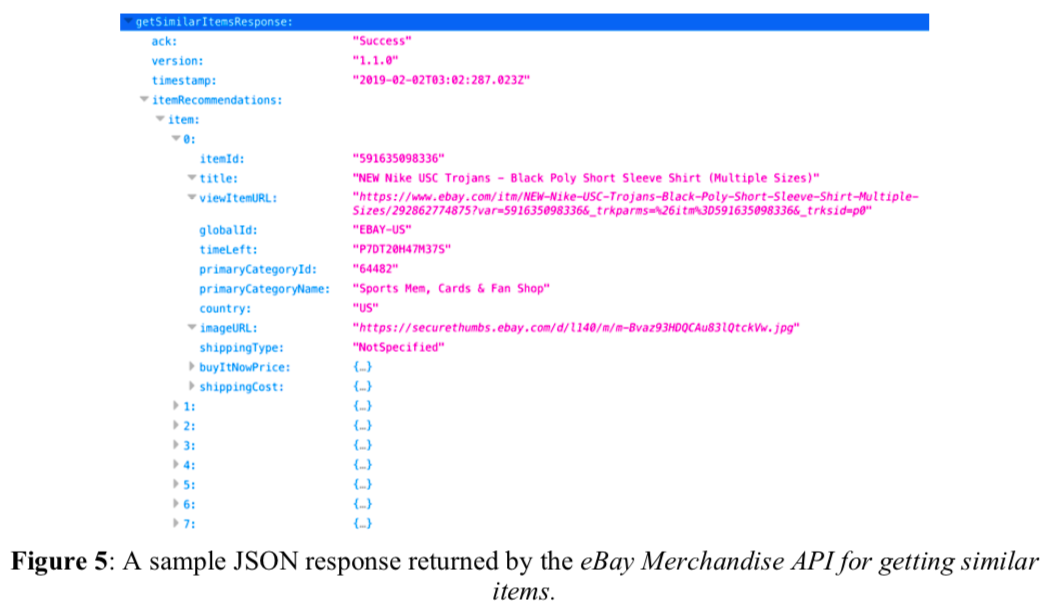 getSimilarItemsResponse:
ack: "Success"
version: "1.1.0"
timestamp: "2019-02-02T03:02:287.023Z"
itemRecommendations:
item:
0:
itemId: "591635098336"
title: "NEW Nike USC Trojans - Black Poly Short Sleeve Shirt (Multiple Sizes)"
viewItemURL: "https://www.ebay.com/itm/NEW-Nike-USC-Trojans-Black-Poly-Short-Sleeve-Shirt-Multiple-
Sizes/292862774875?var=591635098336&_trkparms=%26itm%3D591635098336&_trksid=p0"
globalId: "EBAY-US"
timeLeft: "P7DT20H47M37S"
primaryCategoryId: "64482"
primaryCategoryName: "Sports Mem, Cards & Fan Shop"
country: "US"
imageURL: "https://securethumbs.ebay.com/d/l140/m/m-Bvaz93HDQCAu83lQtckVw.jpg"
shippingType: "NotSpecified"
buyItNowPrice: {…}
shippingCost: {…}
1: {…}
2: {…}
3: {…}
4: {…}
5: {…}
6: {…}
7: {…}
Figure 5: A sample JSON response returned by the eBay Merchandise API for getting similar
items.